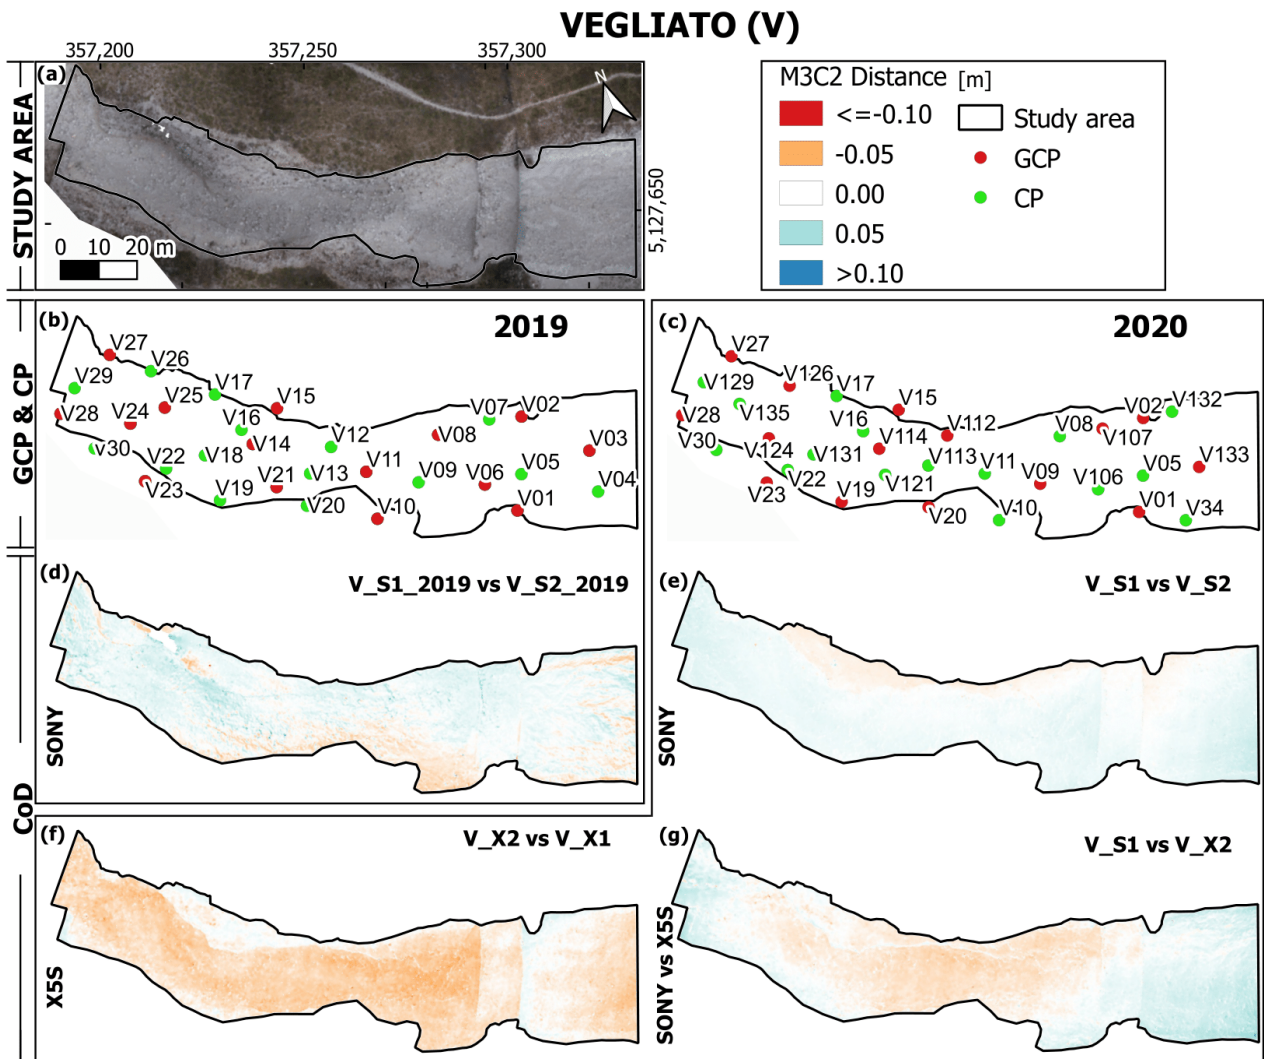 VEGLIATO (V)
357,200 357,250 357,300
(a)
N
STUDY AREA
5,127,650
0 10 20 m
M3C2 Distance [m]
<=-0.10
-0.05
0.00
0.05
>0.10
Study area
GCP
CP
GCP & CP
(b)
2019
V27
V26
V29
V25
V17
V15
V28
V24
V16
V14
V12
V08
V07
V02
V03
V30
V22
V18
V23
V19
V21
V13
V20
V11
V10
V09
V06
V05
V01
V04
(c)
2020
V27
V126
V129
V135
V17
V15
V28
V30
V124
V16
V114
V112
V08
V107
V02
V132
V23
V22
V131
V19
V121
V113
V20
V11
V10
V09
V106
V05
V133
V01
V34
CoD
(d)
V_S1_2019 vs V_S2_2019
SONY
(e)
V_S1 vs V_S2
SONY
(f)
V_X2 vs V_X1
X5S
(g)
V_S1 vs V_X2
SONY vs X5S